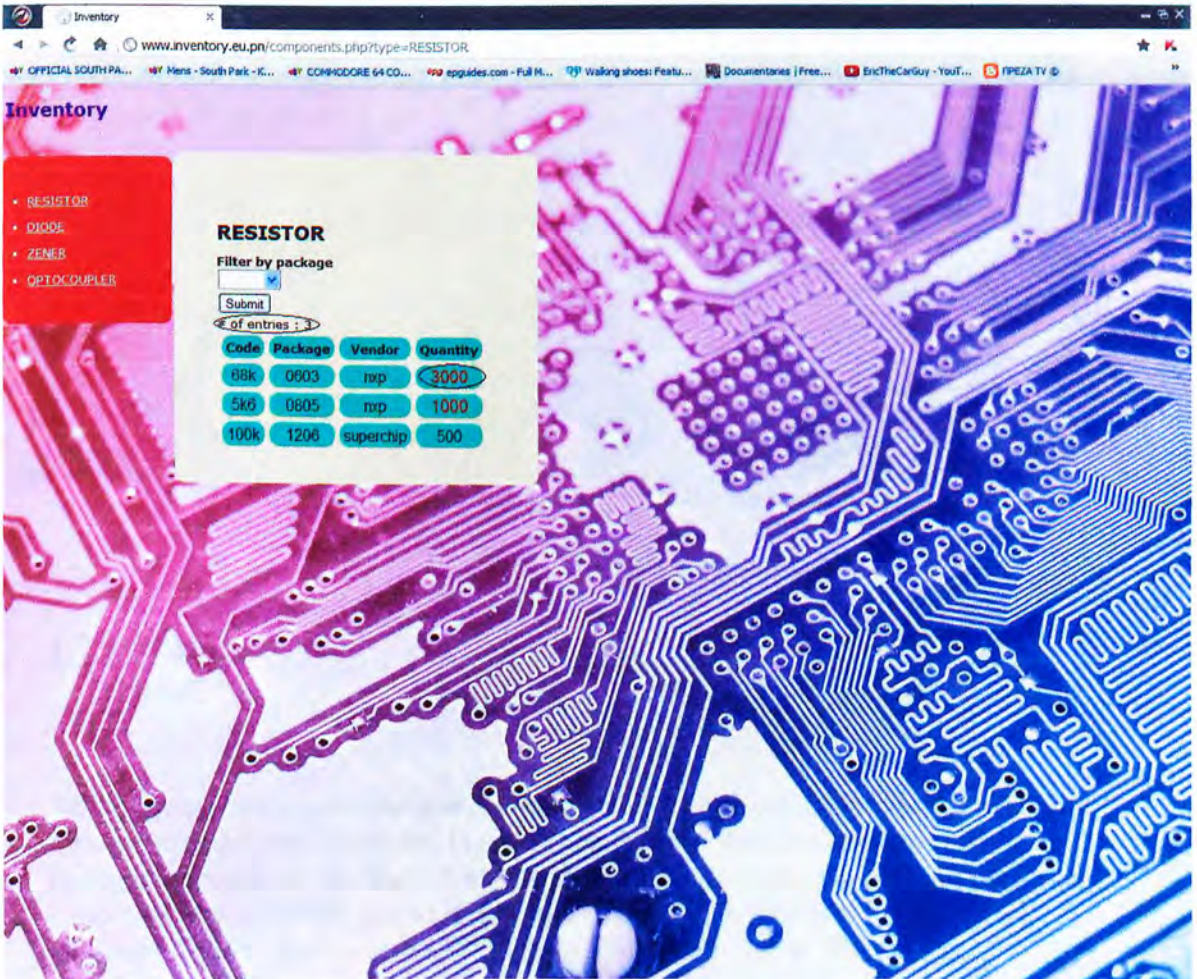 Inventory
www.inventory.eu.pn/components.php?type=RESISTOR
OFFICIAL SOUTH PA... Mens - South Park - K... COMMODORE 64 CO... epguides.com - Full M... Walking shoes: Featu... Documentaries | Free... EricTheCarGuy - YouT... ΠΡΕΖΑ TV ©
Inventory
RESISTOR
DIODE
ZENER
OPTOCOUPLER
RESISTOR
Filter by package
Submit
# of entries : 3
Code Package Vendor Quantity
68k 0603 nxp 3000
5k6 0805 nxp 1000
100k 1206 superchip 500